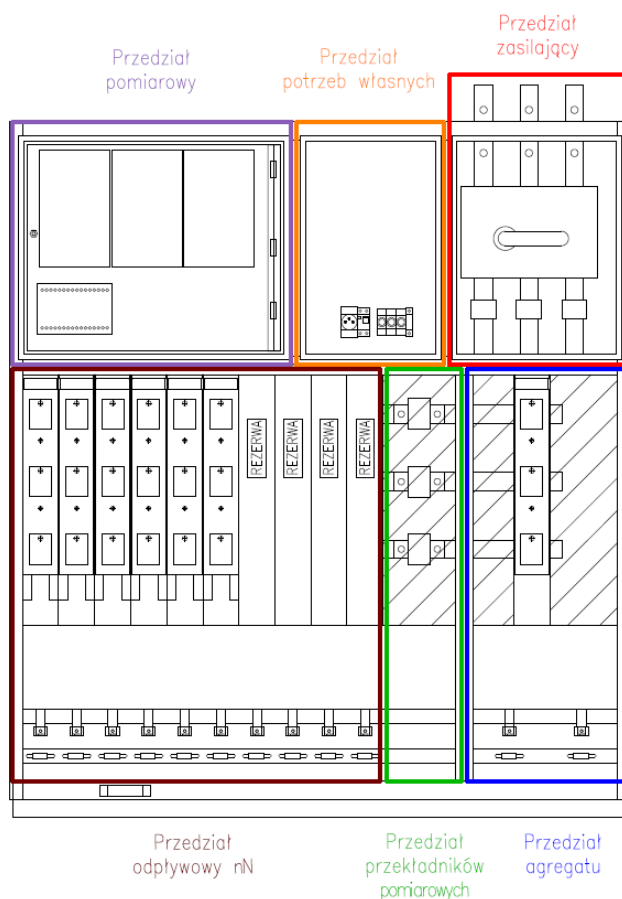 Przedział
pomiarowy
Przedział
potrzeb własnych
Przedział
zasilający
REZERWA
REZERWA
REZERWA
REZERWA
Przedział
odpływowy nN
Przedział
przekładników
pomiarowych
Przedział
agregatu